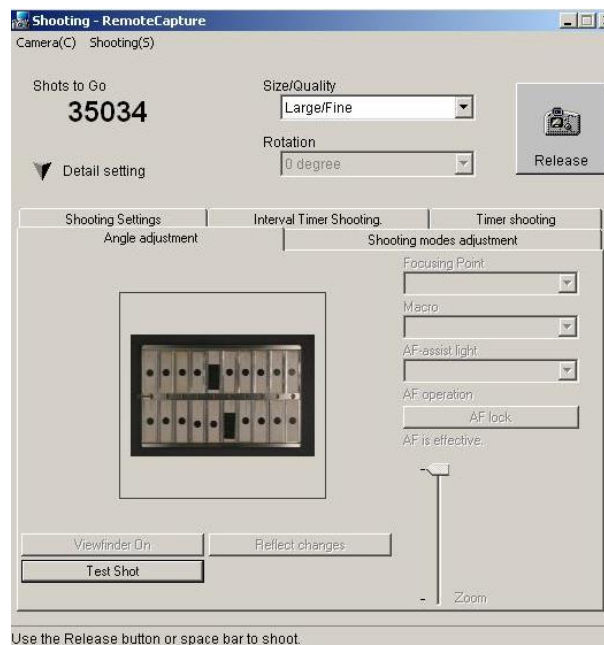 Shooting - RemoteCapture
Camera(C) Shooting(S)
Shots to Go
35034
Size/Quality
Large/Fine
Rotation
0 degree
Release
Detail setting
Shooting Settings
Interval Timer Shooting.
Timer shooting
Angle adjustment
Shooting modes adjustment
Focusing Point
Macro
AF-assist light
AF operation
AF lock
AF is effective.
Viewfinder On
Reflect changes
Test Shot
Zoom
Use the Release button or space bar to shoot.